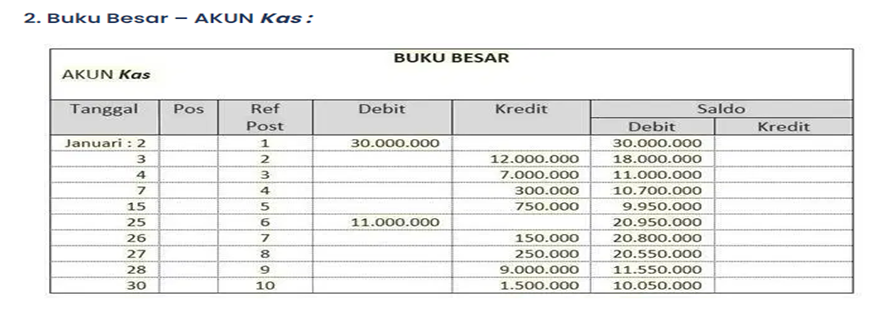 2. Buku Besar – AKUN Kas :
BUKU BESAR
AKUN Kas
Tanggal Pos Ref Post Debit Kredit Saldo
Debit Kredit
Januari : 2 1 30.000.000 30.000.000
3 2 12.000.000 18.000.000
4 3 7.000.000 11.000.000
7 4 300.000 10.700.000
15 5 750.000 9.950.000
25 6 11.000.000 20.950.000
26 7 150.000 20.800.000
27 8 250.000 20.550.000
28 9 9.000.000 11.550.000
30 10 1.500.000 10.050.000